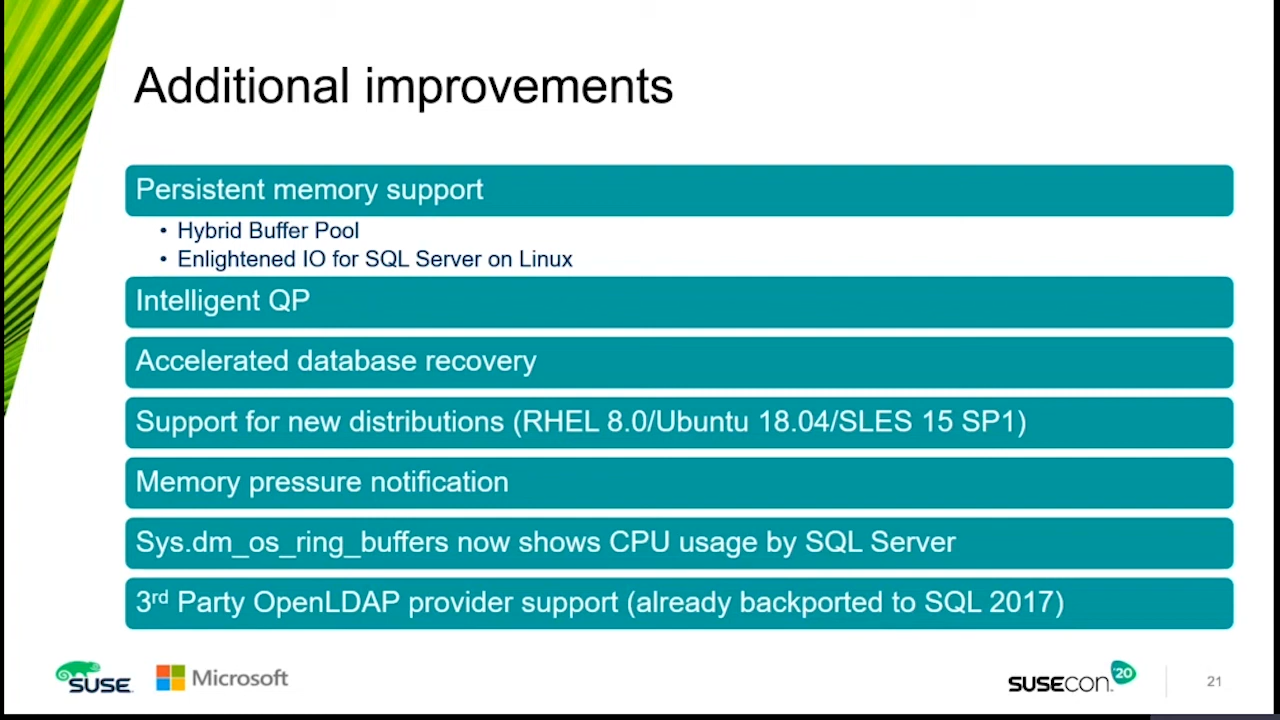 Additional improvements
Persistent memory support
• Hybrid Buffer Pool
• Enlightened IO for SQL Server on Linux
Intelligent QP
Accelerated database recovery
Support for new distributions (RHEL 8.0/Ubuntu 18.04/SLES 15 SP1)
Memory pressure notification
Sys.dm_os_ring_buffers now shows CPU usage by SQL Server
3rd Party OpenLDAP provider support (already backported to SQL 2017)
SUSE Microsoft SUSECON. '20 21